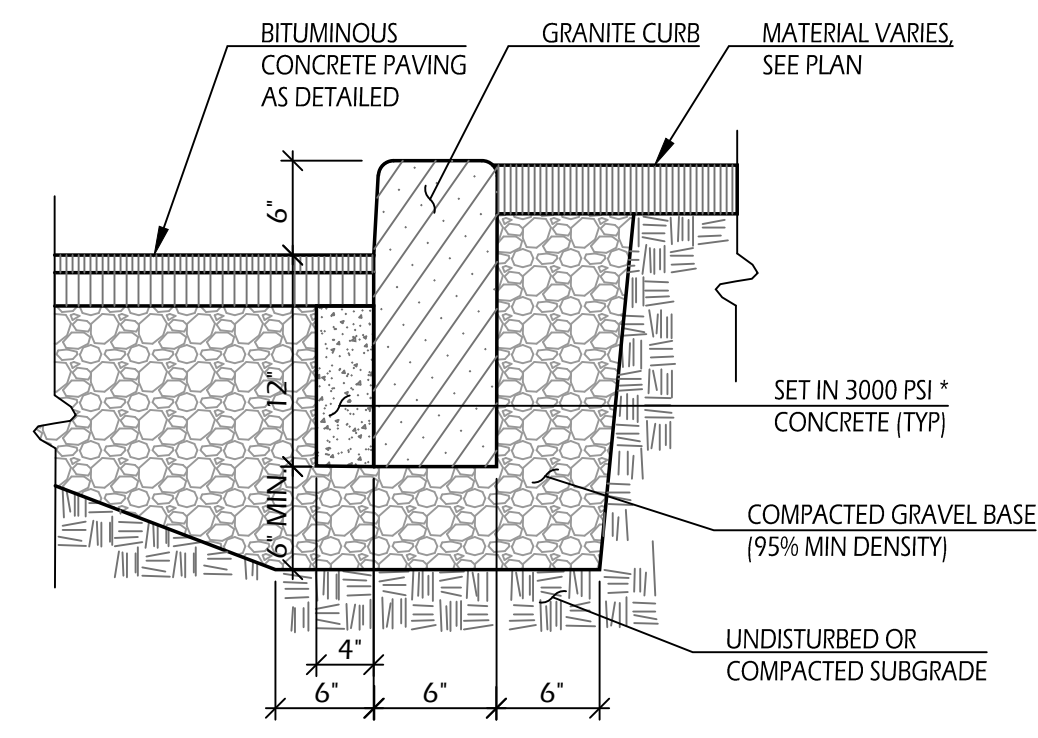 BITUMINOUS
CONCRETE PAVING
AS DETAILED
GRANITE CURB
MATERIAL VARIES,
SEE PLAN
6"
12"
6" MIN.
SET IN 3000 PSI *
CONCRETE (TYP)
COMPACTED GRAVEL BASE
(95% MIN DENSITY)
UNDISTURBED OR
COMPACTED SUBGRADE
4"
6"
6"
6"